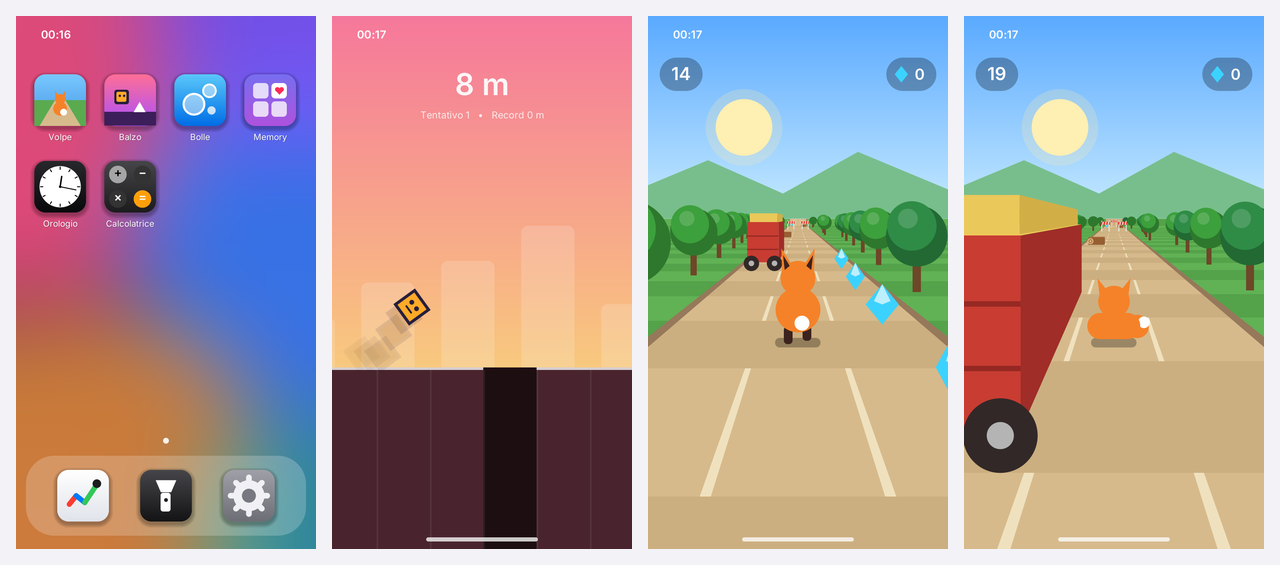 00:16
Volpe
Balzo
Bolle
Memory
Orologio
Calcolatrice
00:17
8 m
Tentativo 1 • Record 0 m
00:17
14
0
00:17
19
0